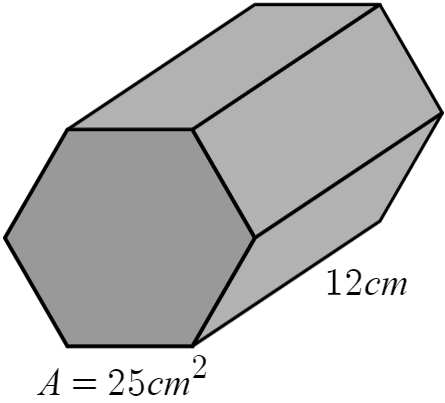 12cm
A = 25cm²